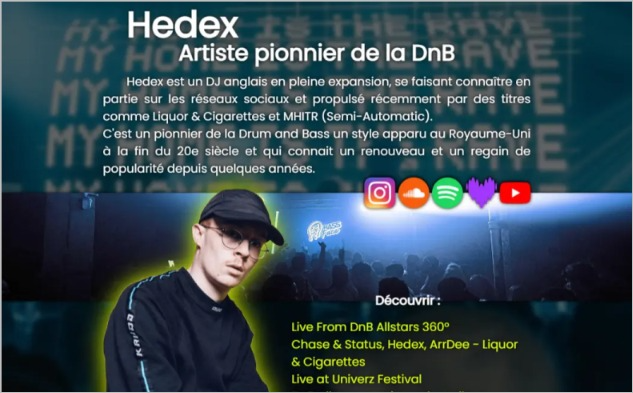 Hedex
Artiste pionnier de la DnB
Hedex est un DJ anglais en pleine expansion, se faisant connaître en
partie sur les réseaux sociaux et propulsé récemment par des titres
comme Liquor & Cigarettes et MHITR (Semi-Automatic).
C'est un pionnier de la Drum and Bass un style apparu au Royaume-Uni
à la fin du 20e siècle et qui connait un renouveau et un regain de
popularité depuis quelques années.
Découvrir :
Live From DnB Allstars 360°
Chase & Status, Hedex, ArrDee - Liquor
& Cigarettes
Live at Univerz Festival